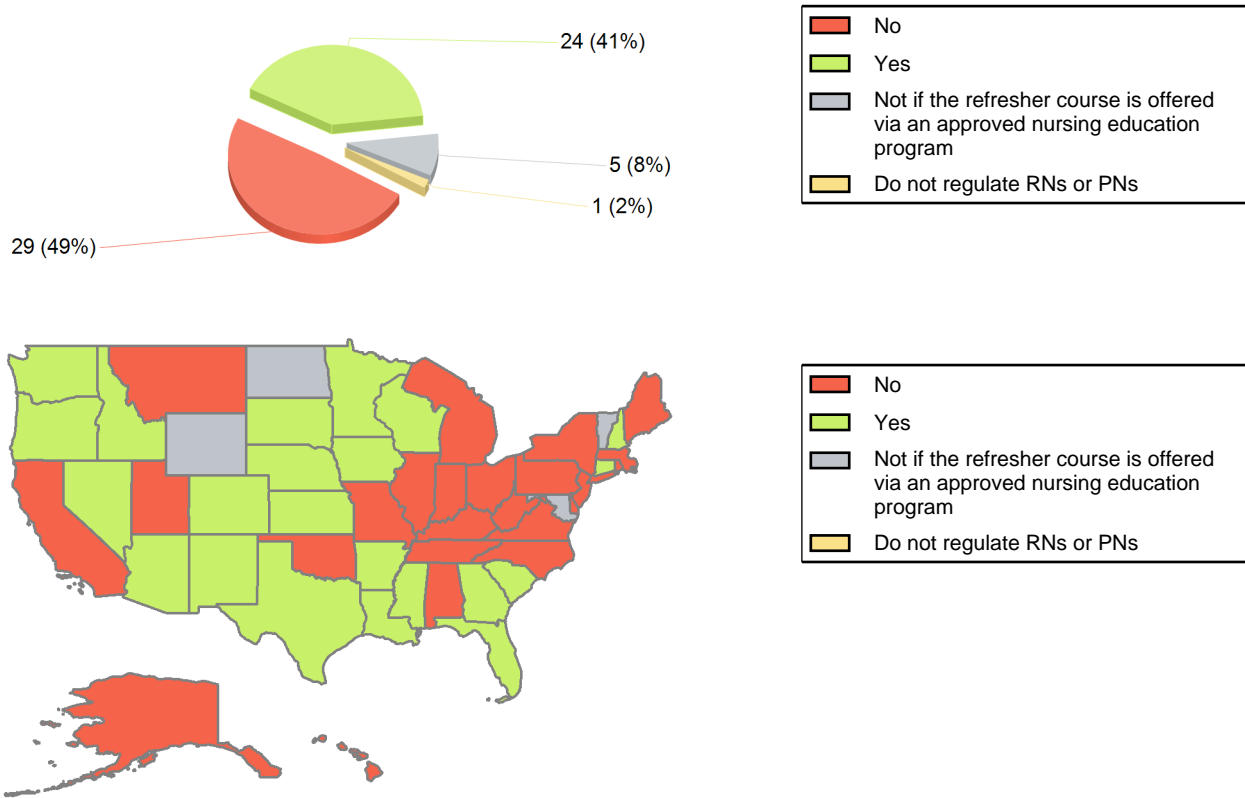 24 (41%)
5 (8%)
1 (2%)
29 (49%)
No
Yes
Not if the refresher course is offered
via an approved nursing education
program
Do not regulate RNs or PNs
No
Yes
Not if the refresher course is offered
via an approved nursing education
program
Do not regulate RNs or PNs